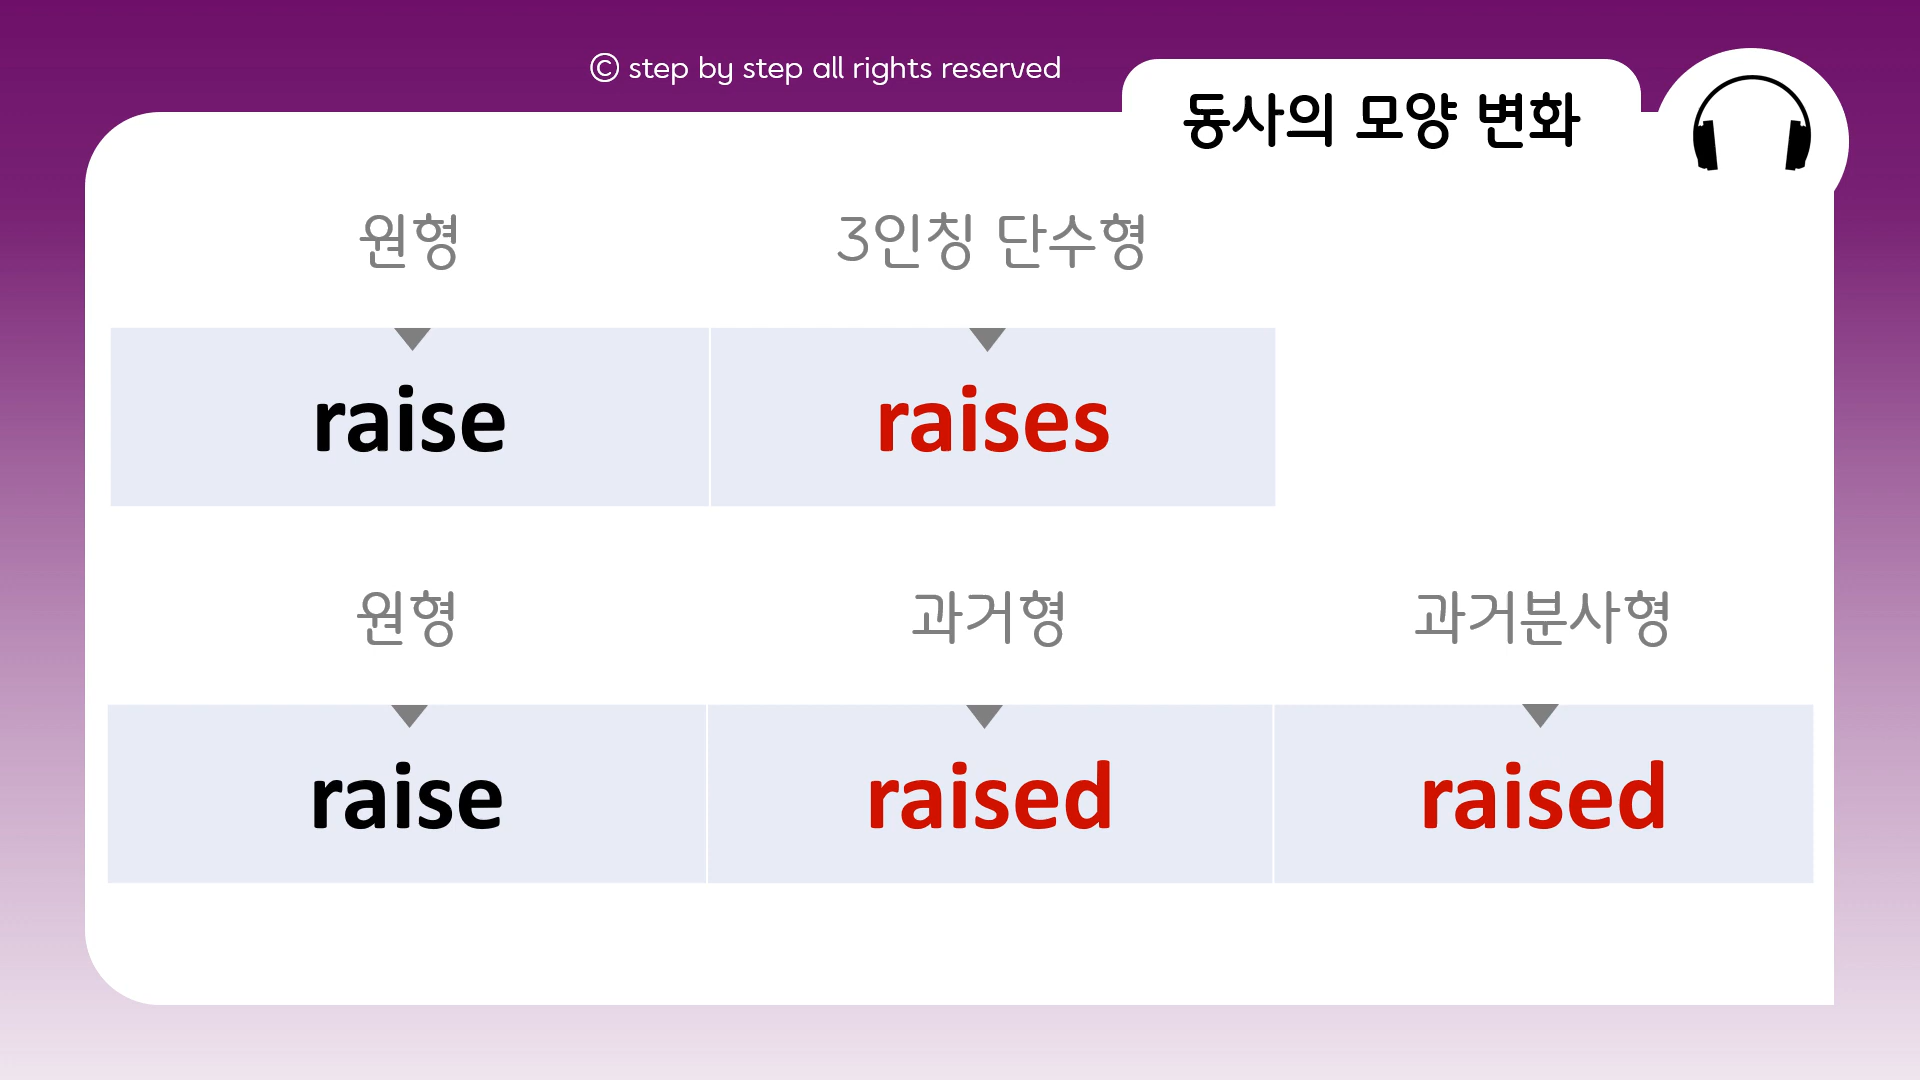 © step by step all rights reserved
동사의 모양 변화
원형 3인칭 단수형
raise raises
원형 과거형 과거분사형
raise raised raised